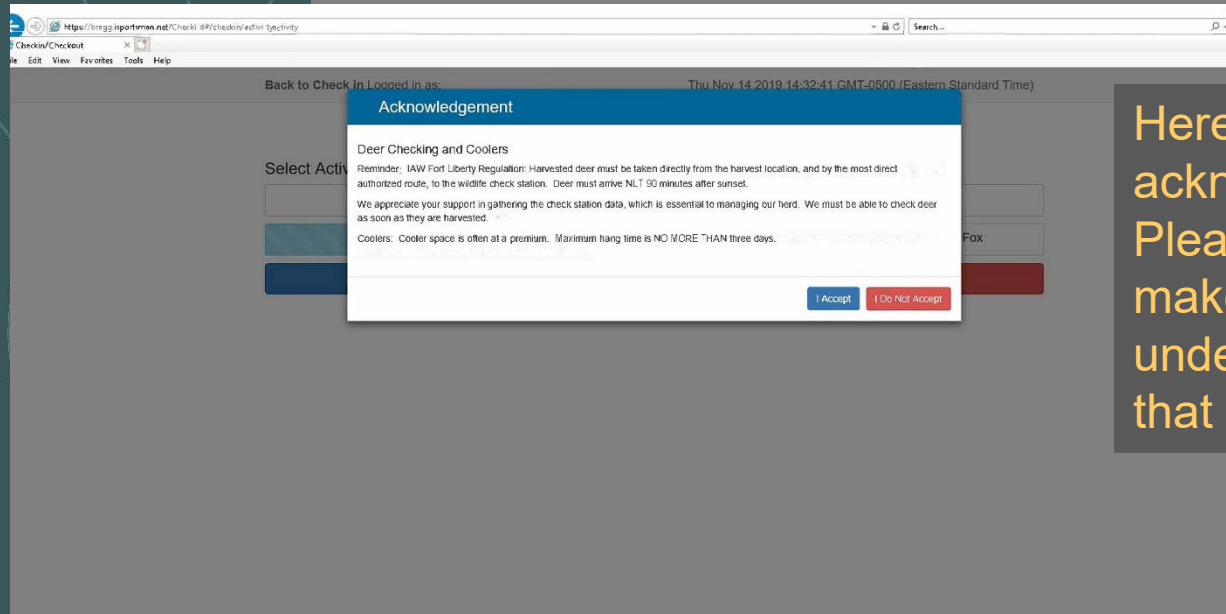 https://bragg.isportsman.net/Checki d#/checkin/activi tyectivity
Search...
Checkin/Checkout
Edit View Favorites Tools Help
Back to Check in Logged in as:
Thu Nov 14 2019 14:32:41 GMT-0500 (Eastern Standard Time)
Acknowledgement
Deer Checking and Coolers
Select Activ
Reminder: IAW Fort Liberty Regulation: Harvested deer must be taken directly from the harvest location, and by the most direct
authorized route, to the wildlife check station. Deer must arrive NLT 90 minutes after sunset.
We appreciate your support in gathering the check station data, which is essential to managing our herd. We must be able to check deer
as soon as they are harvested.
Coolers: Cooler space is often at a premium. Maximum hang time is NO MORE THAN three days.
Fox
I Accept
I Do Not Accept
Here
ackn
Plea
make
unde
that